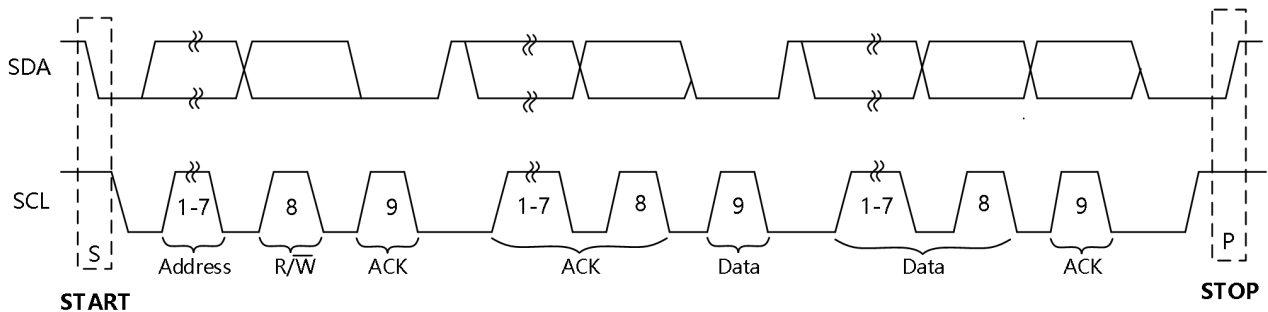 SDA
SCL
1-7 8 9 1-7 8 9 1-7 8 9
S P
Address R/W̅ ACK ACK Data Data ACK
START STOP